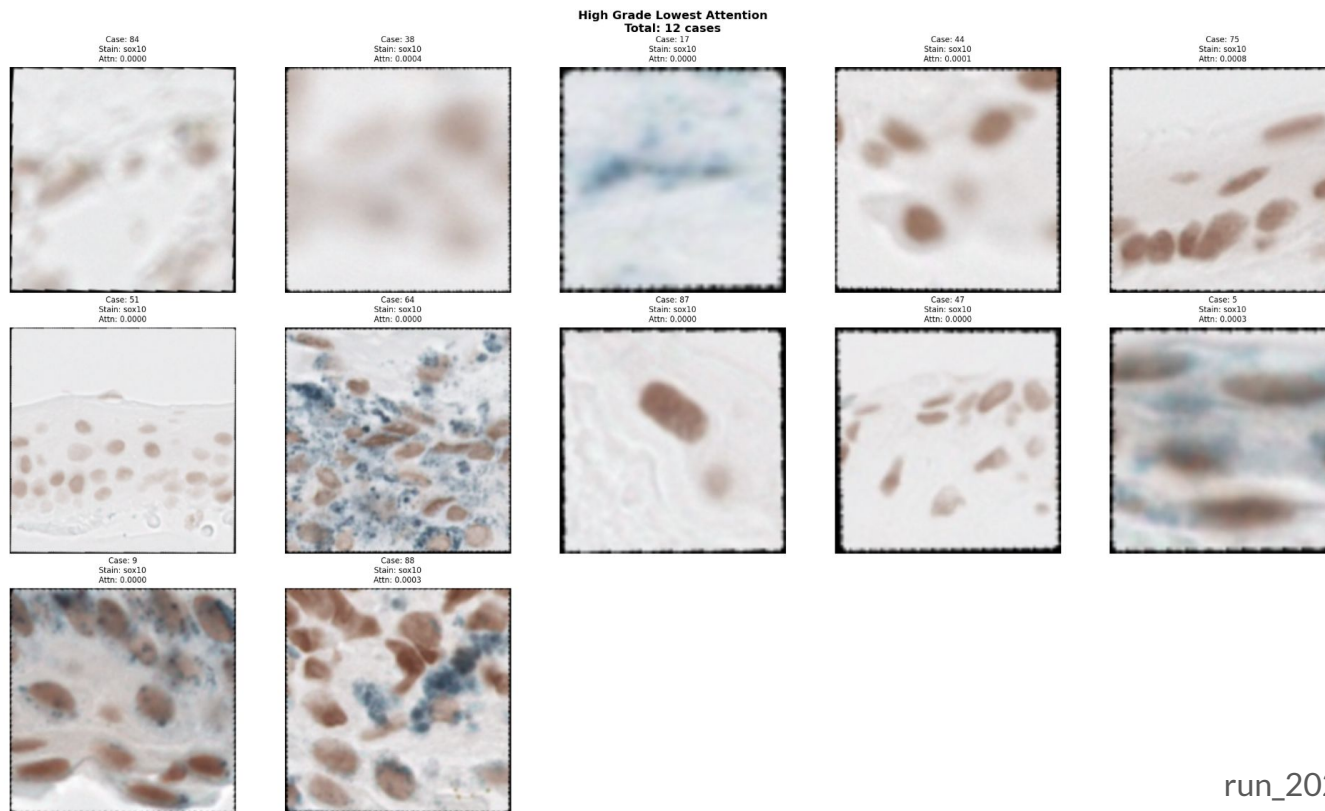 High Grade Lowest Attention
Total: 12 cases
Case: 84
Stain: sox10
Attn: 0.0000
Case: 38
Stain: sox10
Attn: 0.0004
Case: 17
Stain: sox10
Attn: 0.0000
Case: 44
Stain: sox10
Attn: 0.0001
Case: 75
Stain: sox10
Attn: 0.0008
Case: 51
Stain: sox10
Attn: 0.0000
Case: 64
Stain: sox10
Attn: 0.0000
Case: 87
Stain: sox10
Attn: 0.0000
Case: 47
Stain: sox10
Attn: 0.0000
Case: 5
Stain: sox10
Attn: 0.0003
Case: 9
Stain: sox10
Attn: 0.0000
Case: 88
Stain: sox10
Attn: 0.0003